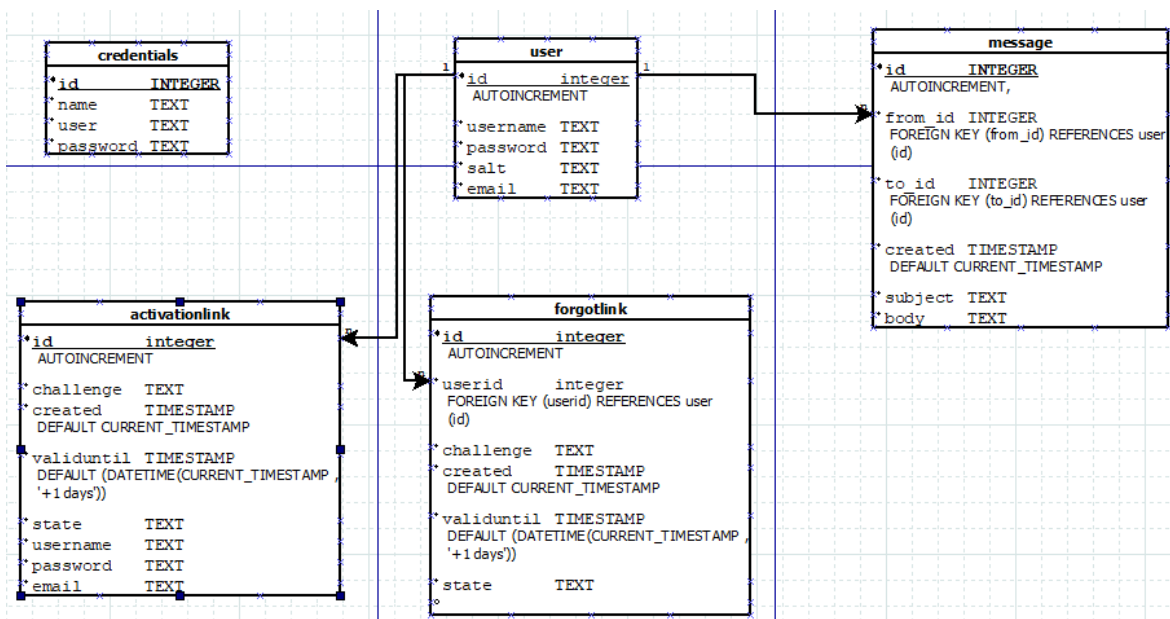 credentials
id INTEGER
name TEXT
user TEXT
password TEXT
user
1
1
id integer
AUTOINCREMENT
username TEXT
password TEXT
salt TEXT
email TEXT
message
id INTEGER
AUTOINCREMENT,
n
from_id INTEGER
FOREIGN KEY (from_id) REFERENCES user
(id)
to_id INTEGER
FOREIGN KEY (to_id) REFERENCES user
(id)
created TIMESTAMP
DEFAULT CURRENT_TIMESTAMP
subject TEXT
body TEXT
activationlink
n
id integer
AUTOINCREMENT
challenge TEXT
created TIMESTAMP
DEFAULT CURRENT_TIMESTAMP
validuntil TIMESTAMP
DEFAULT (DATETIME(CURRENT_TIMESTAMP ,
'+1 days'))
state TEXT
username TEXT
password TEXT
email TEXT
forgotlink
id integer
AUTOINCREMENT
n
userid integer
FOREIGN KEY (userid) REFERENCES user
(id)
challenge TEXT
created TIMESTAMP
DEFAULT CURRENT_TIMESTAMP
validuntil TIMESTAMP
DEFAULT (DATETIME(CURRENT_TIMESTAMP ,
'+1 days'))
state TEXT